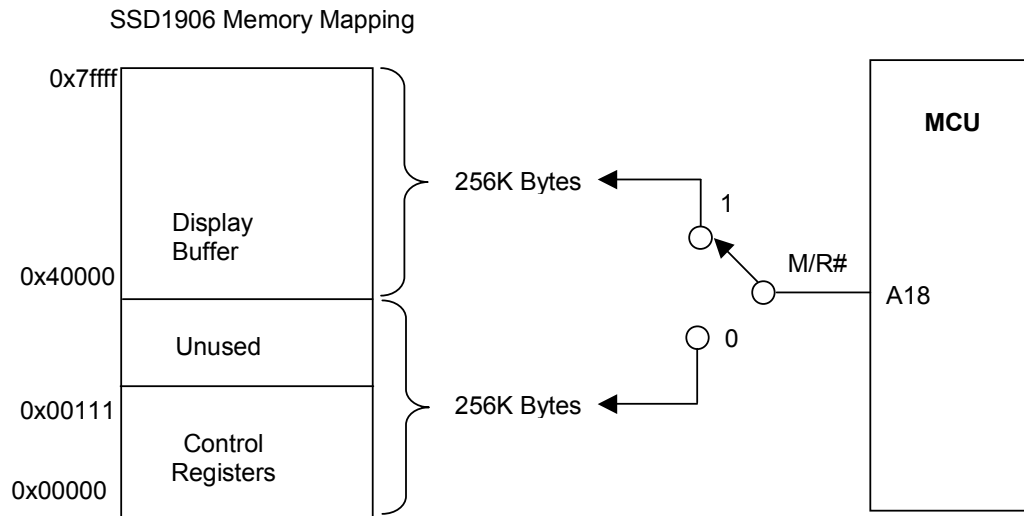 SSD1906 Memory Mapping
0x7ffff
MCU
256K Bytes
1
Display
Buffer
M/R#
0x40000
A18
Unused
0
0x00111
256K Bytes
Control
Registers
0x00000